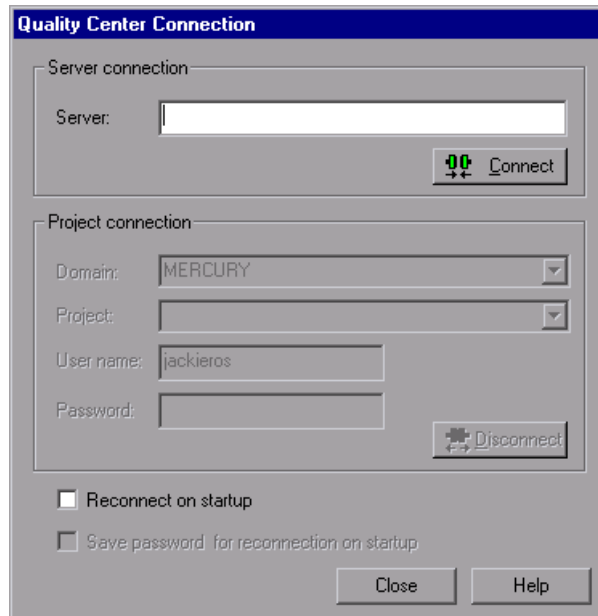 Quality Center Connection
Server connection
Server:
Connect
Project connection
Domain: MERCURY
Project:
User name: jackieros
Password:
Disconnect
Reconnect on startup
Save password for reconnection on startup
Close Help